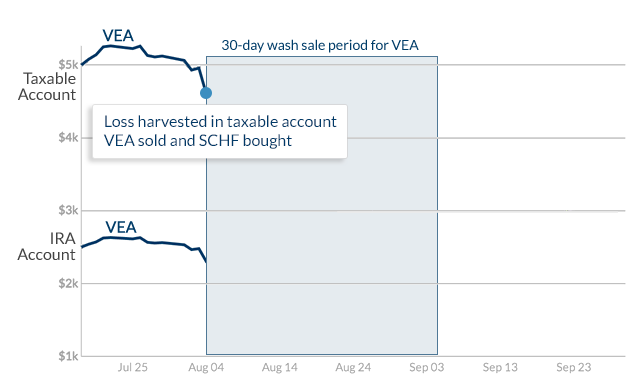 VEA
30-day wash sale period for VEA
$5k
Taxable
Account
Loss harvested in taxable account
VEA sold and SCHF bought
$4k
$3k
VEA
IRA
Account
$2k
$1k
Jul 25
Aug 04
Aug 14
Aug 24
Sep 03
Sep 13
Sep 23